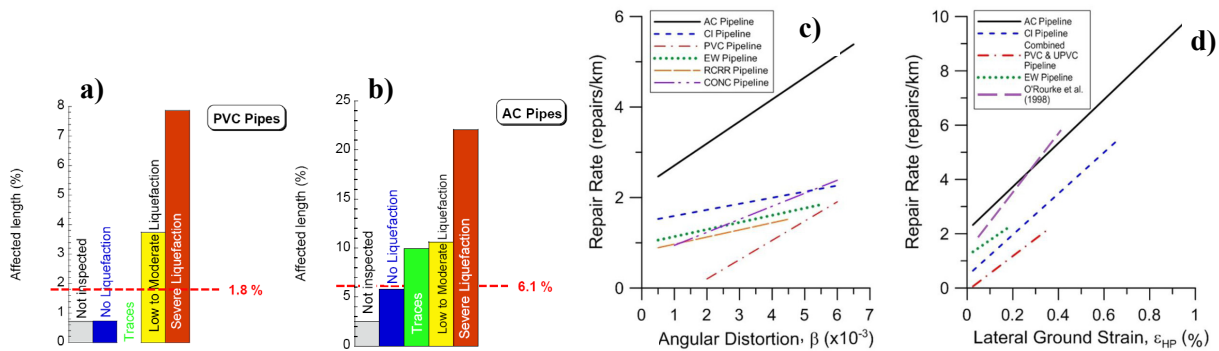 a)
PVC Pipes
Affected length (%)
8
7
6
5
4
3
2
1
0
Not inspected
No Liquefaction
Traces
Low to Moderate Liquefaction
Severe Liquefaction
1.8 %
b)
AC Pipes
Affected length (%)
25
20
15
10
5
0
Not inspected
No Liquefaction
Traces
Low to Moderate Liquefaction
Severe Liquefaction
6.1 %
c)
AC Pipeline
CI Pipeline
PVC Pipeline
EW Pipeline
RCRR Pipeline
CONC Pipeline
Repair Rate (repairs/km)
6
4
2
0
0 1 2 3 4 5 6 7
Angular Distortion, β (x10⁻³)
d)
AC Pipeline
CI Pipeline
Combined
PVC & UPVC
Pipeline
EW Pipeline
O'Rourke et al.
(1998)
Repair Rate (repairs/km)
10
8
6
4
2
0
0 0.2 0.4 0.6 0.8 1
Lateral Ground Strain, ε_HP (%)